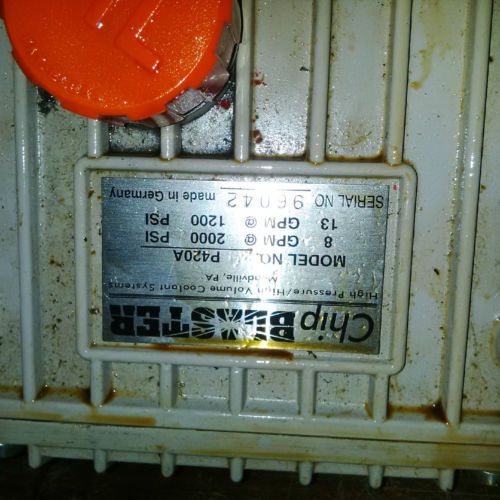 Chip BLASTER
High Pressure/High Volume Coolant Systems
Meadville, PA
MODEL NO. P420A
8 GPM @ 2000 PSI
13 GPM @ 1200 PSI
SERIAL NO 96042 made in Germany